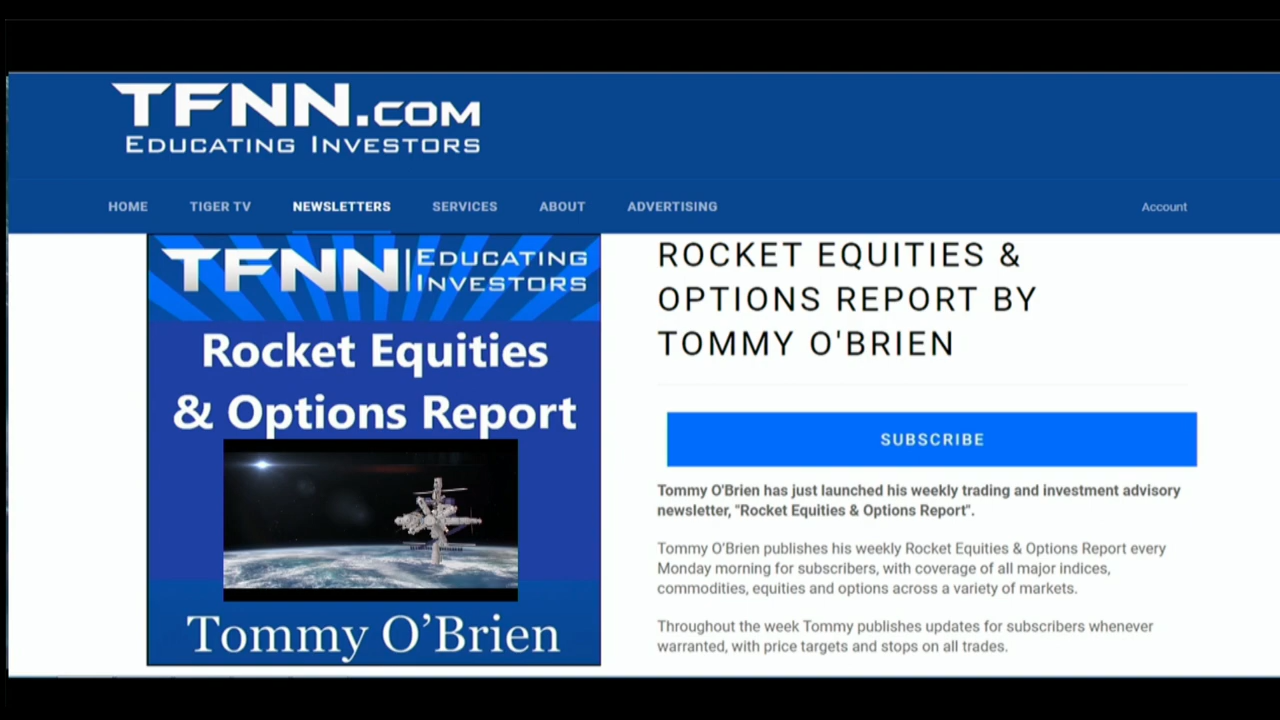 TFNN.COM
EDUCATING INVESTORS
HOME TIGER TV NEWSLETTERS SERVICES ABOUT ADVERTISING Account
TFNN EDUCATING
INVESTORS
Rocket Equities
& Options Report
Tommy O’Brien
ROCKET EQUITIES &
OPTIONS REPORT BY
TOMMY O'BRIEN
SUBSCRIBE
Tommy O'Brien has just launched his weekly trading and investment advisory
newsletter, "Rocket Equities & Options Report".
Tommy O’Brien publishes his weekly Rocket Equities & Options Report every
Monday morning for subscribers, with coverage of all major indices,
commodities, equities and options across a variety of markets.
Throughout the week Tommy publishes updates for subscribers whenever
warranted, with price targets and stops on all trades.